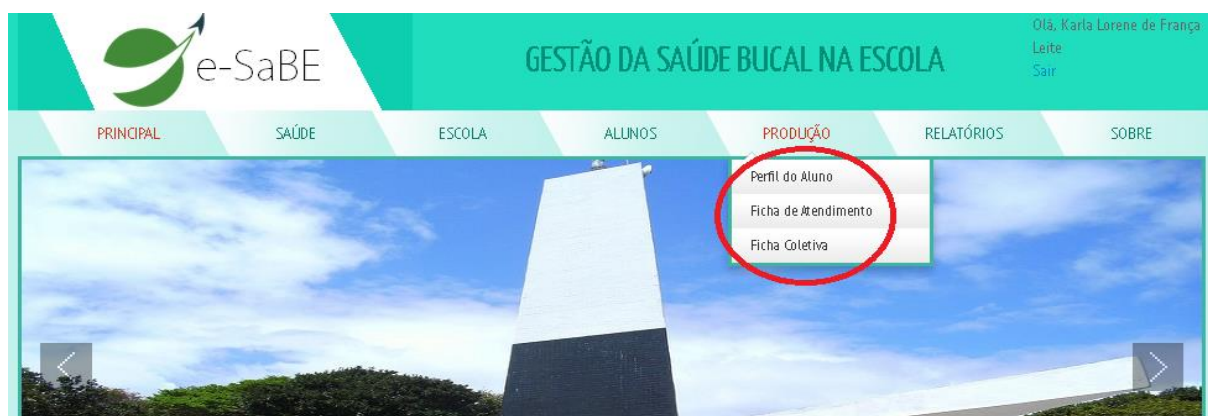 e-SaBE
GESTÃO DA SAÚDE BUCAL NA ESCOLA
Olá, Karla Lorene de França
Leite
Sair
PRINCIPAL SAÚDE ESCOLA ALUNOS PRODUÇÃO RELATÓRIOS SOBRE
Perfil do Aluno
Ficha de Atendimento
Ficha Coletiva